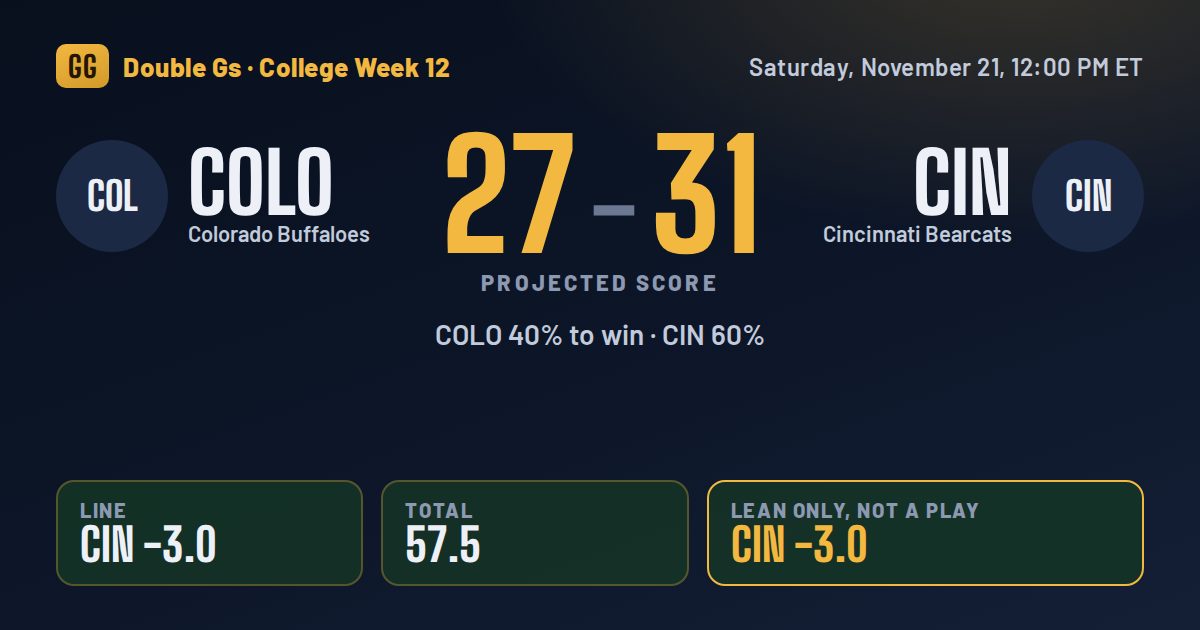 GG Double Gs · College Week 12
Saturday, November 21, 12:00 PM ET
COL
COLO
Colorado Buffaloes
27 – 31
PROJECTED SCORE
COLO 40% to win · CIN 60%
CIN
Cincinnati Bearcats
CIN
LINE
CIN −3.0
TOTAL
57.5
LEAN ONLY, NOT A PLAY
CIN −3.0